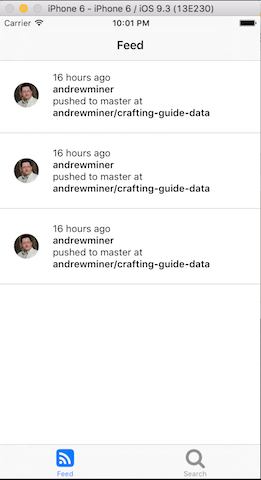 iPhone 6 - iPhone 6 / iOS 9.3 (13E230)
Carrier 10:01 PM
Feed
16 hours ago
andrewminer
pushed to master at
andrewminer/crafting-guide-data
16 hours ago
andrewminer
pushed to master at
andrewminer/crafting-guide-data
16 hours ago
andrewminer
pushed to master at
andrewminer/crafting-guide-data
Feed Search